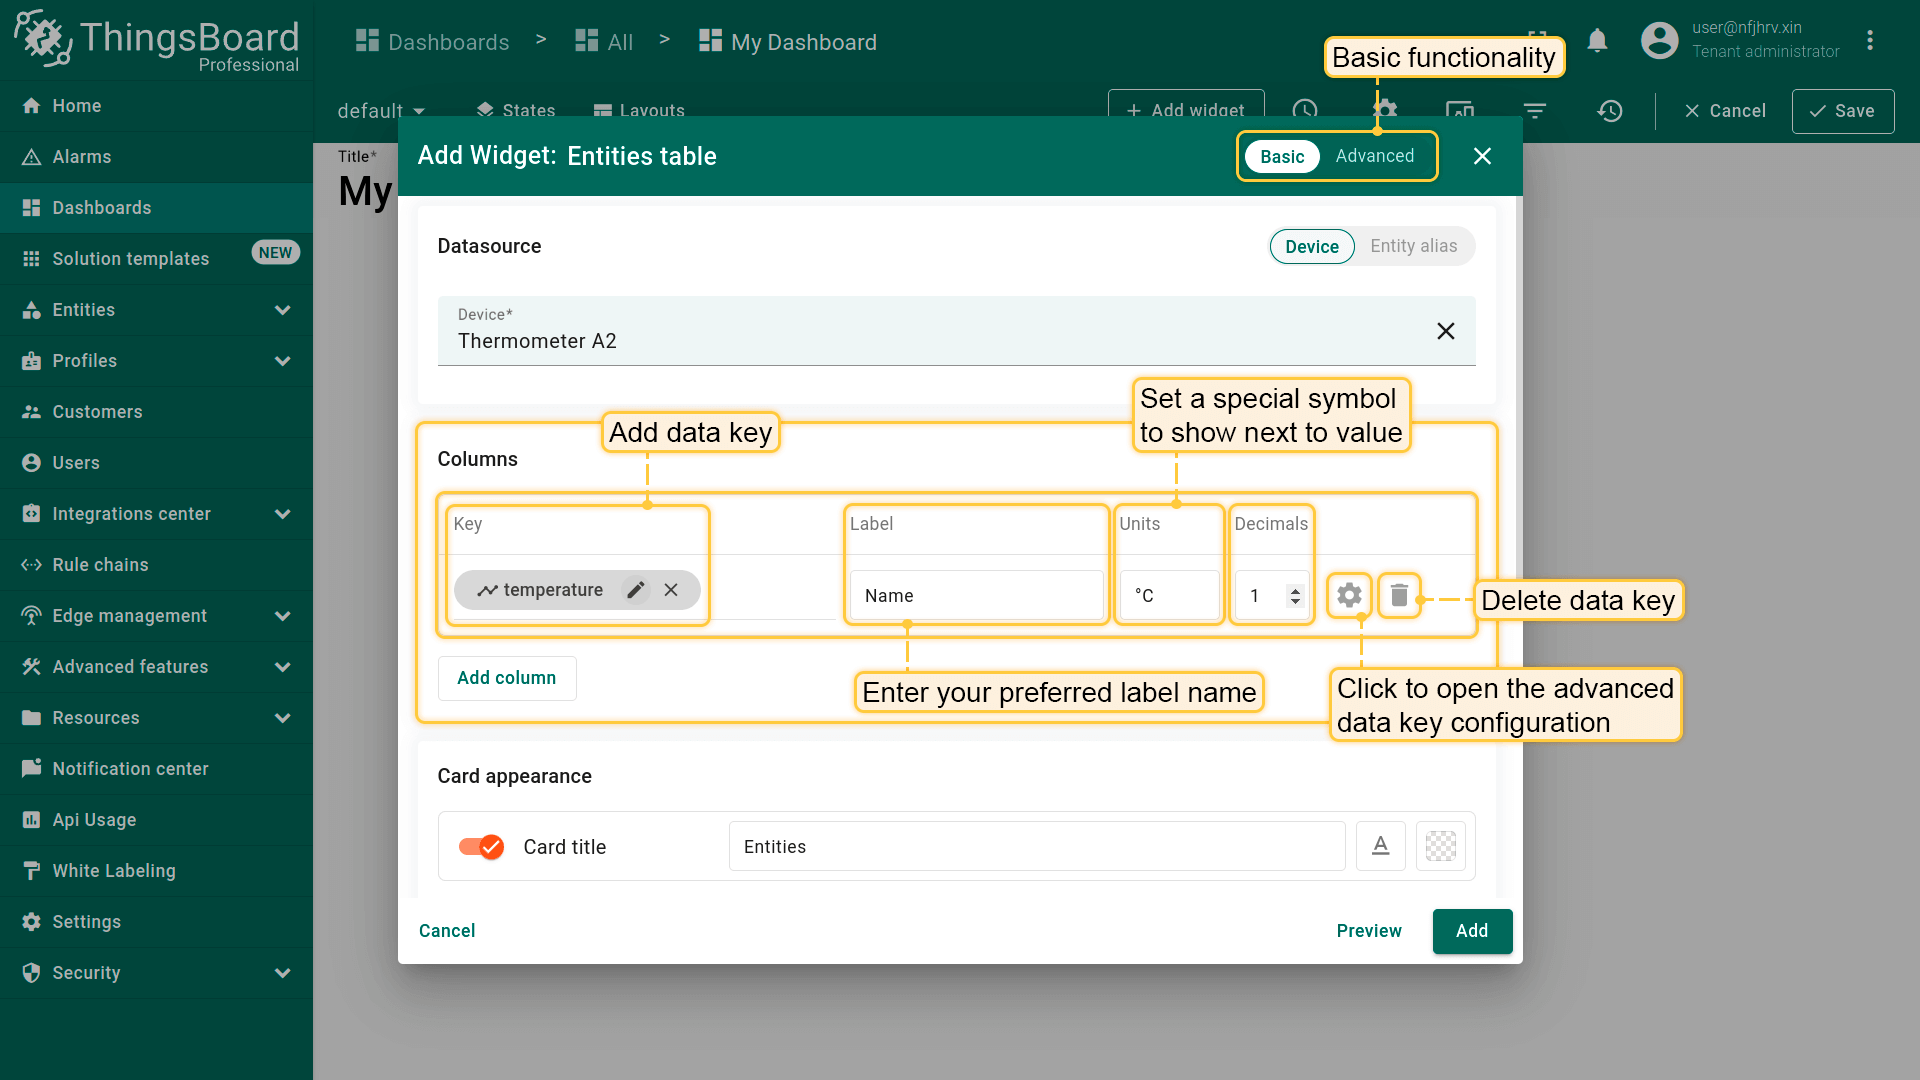 ThingsBoard
Professional
Dashboards > All > My Dashboard
Basic functionality
user@nfjhrv.xin
Tenant administrator
Home
Alarms
Dashboards
Solution templates NEW
Entities
Profiles
Customers
Users
Integrations center
Rule chains
Edge management
Advanced features
Resources
Notification center
Api Usage
White Labeling
Settings
Security
default States Layouts + Add widget Cancel Save
Title*
My
Add Widget: Entities table Basic Advanced
Datasource Device Entity alias
Device*
Thermometer A2
Add data key
Set a special symbol
to show next to value
Columns
Key Label Units Decimals
temperature Name °C 1
Delete data key
Add column
Enter your preferred label name
Click to open the advanced
data key configuration
Card appearance
Card title Entities A
Cancel Preview Add